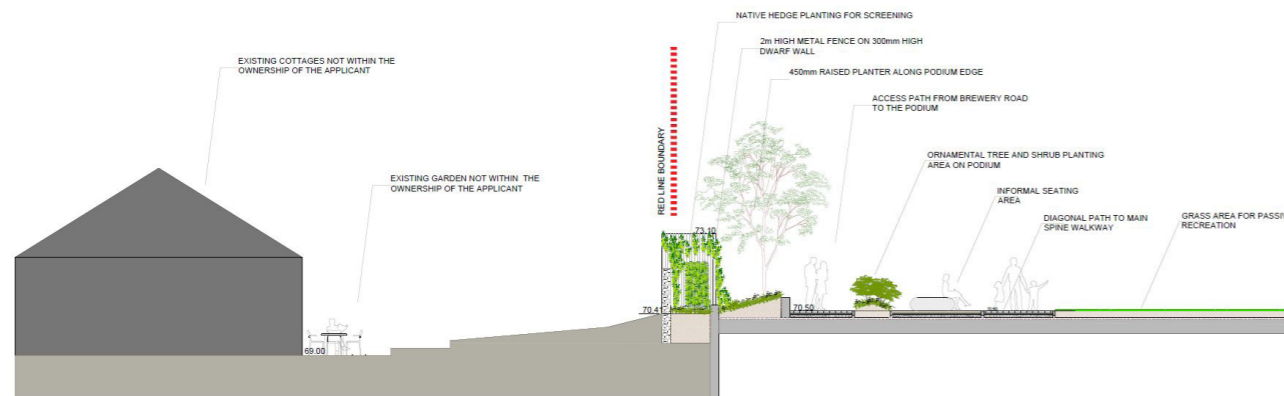 NATIVE HEDGE PLANTING FOR SCREENING
2m HIGH METAL FENCE ON 300mm HIGH
DWARF WALL
EXISTING COTTAGES NOT WITHIN THE
OWNERSHIP OF THE APPLICANT
450mm RAISED PLANTER ALONG PODIUM EDGE
ACCESS PATH FROM BREWERY ROAD
TO THE PODIUM
RED LINE BOUNDARY
ORNAMENTAL TREE AND SHRUB PLANTING
AREA ON PODIUM
EXISTING GARDEN NOT WITHIN THE
OWNERSHIP OF THE APPLICANT
INFORMAL SEATING
AREA
DIAGONAL PATH TO MAIN
SPINE WALKWAY
GRASS AREA FOR PASSI
RECREATION
73.10
70.41
70.50
69.00